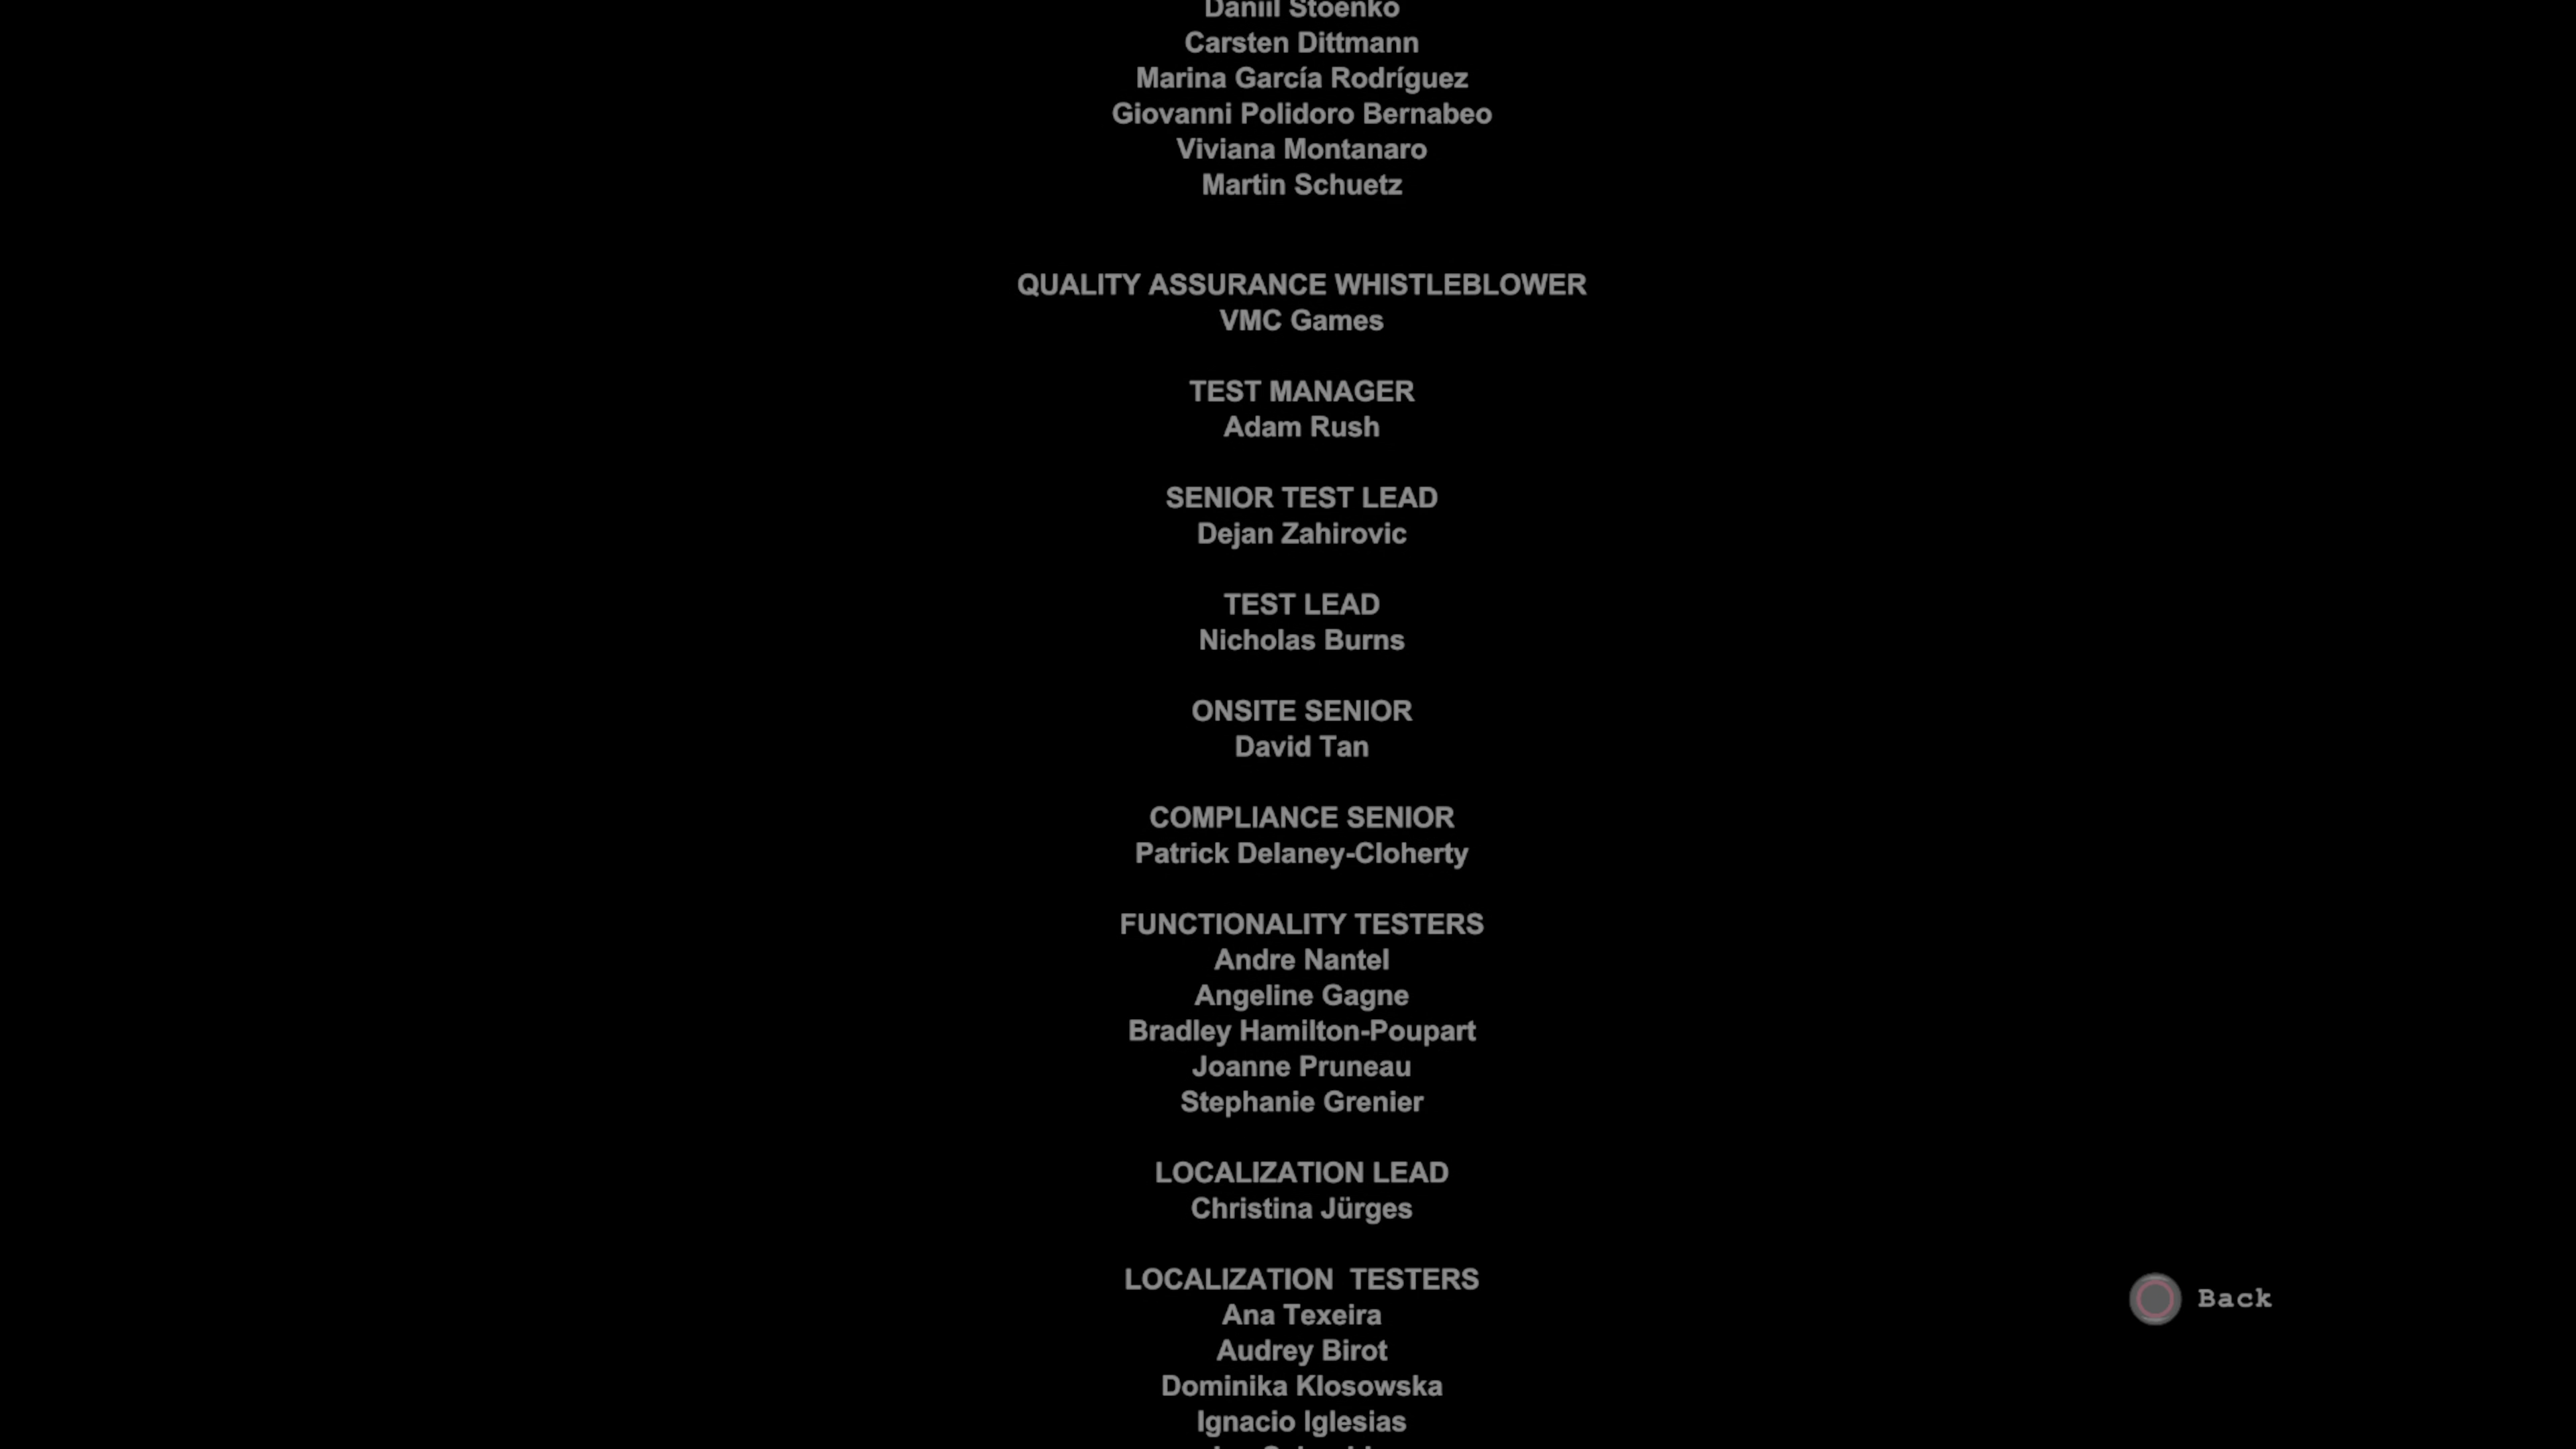 Daniil Stoenko
Carsten Dittmann
Marina García Rodríguez
Giovanni Polidoro Bernabeo
Viviana Montanaro
Martin Schuetz
QUALITY ASSURANCE WHISTLEBLOWER
VMC Games
TEST MANAGER
Adam Rush
SENIOR TEST LEAD
Dejan Zahirovic
TEST LEAD
Nicholas Burns
ONSITE SENIOR
David Tan
COMPLIANCE SENIOR
Patrick Delaney-Cloherty
FUNCTIONALITY TESTERS
Andre Nantel
Angeline Gagne
Bradley Hamilton-Poupart
Joanne Pruneau
Stephanie Grenier
LOCALIZATION LEAD
Christina Jürges
LOCALIZATION  TESTERS
Ana Texeira
Audrey Birot
Dominika Klosowska
Ignacio Iglesias
Back